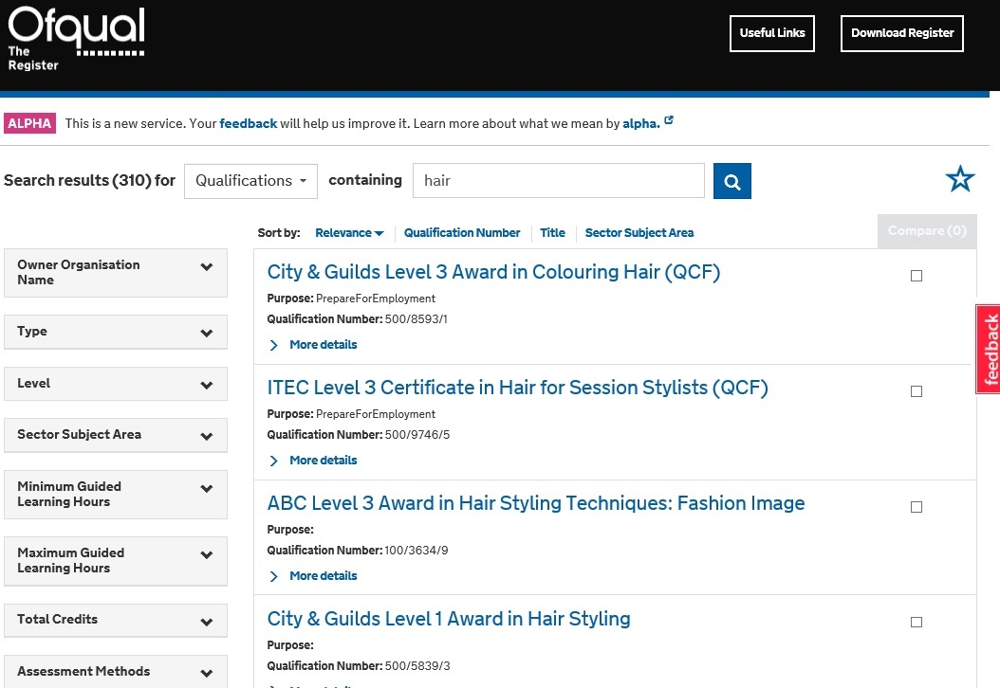 Ofqual
The
Register
Useful Links
Download Register
ALPHA This is a new service. Your feedback will help us improve it. Learn more about what we mean by alpha.
Search results (310) for Qualifications containing hair
Sort by: Relevance Qualification Number Title Sector Subject Area
Compare (0)
Owner Organisation
Name
Type
Level
Sector Subject Area
Minimum Guided
Learning Hours
Maximum Guided
Learning Hours
Total Credits
Assessment Methods
City & Guilds Level 3 Award in Colouring Hair (QCF)
Purpose: PrepareForEmployment
Qualification Number: 500/8593/1
More details
ITEC Level 3 Certificate in Hair for Session Stylists (QCF)
Purpose: PrepareForEmployment
Qualification Number: 500/9746/5
More details
ABC Level 3 Award in Hair Styling Techniques: Fashion Image
Purpose:
Qualification Number: 100/3634/9
More details
City & Guilds Level 1 Award in Hair Styling
Purpose:
Qualification Number: 500/5839/3
feedback